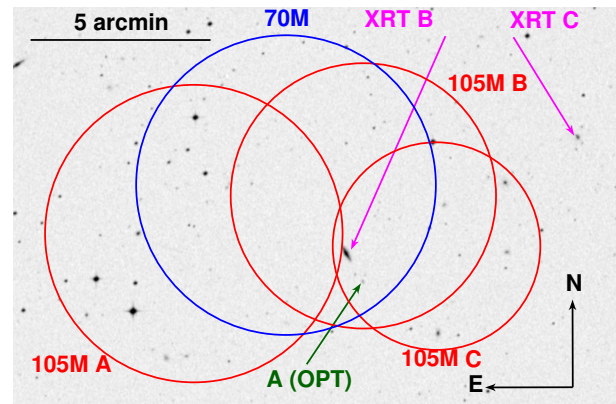 5 arcmin
70M
XRT B
XRT C
105M B
N
105M A
105M C
A (OPT)
E